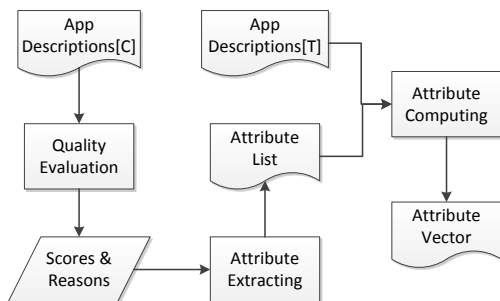 App
Descriptions[C]
App
Descriptions[T]
Attribute
Computing
Quality
Evaluation
Attribute
List
Attribute
Vector
Scores &
Reasons
Attribute
Extracting